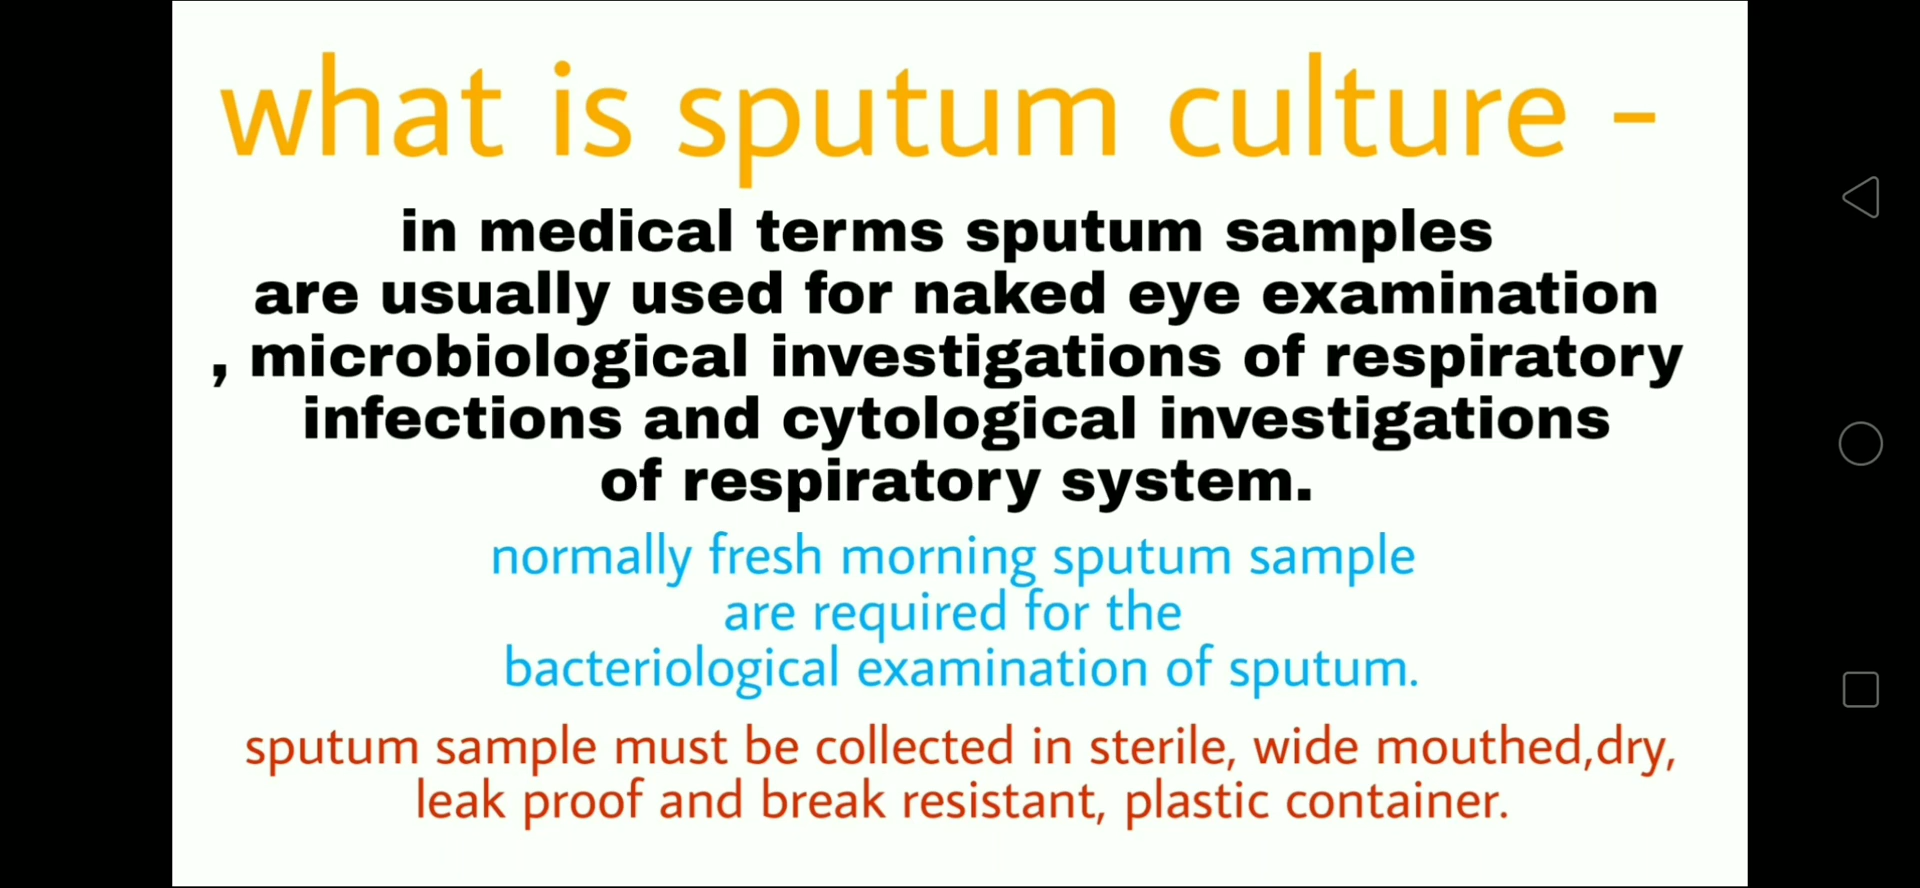 what is sputum culture -
in medical terms sputum samples
are usually used for naked eye examination
, microbiological investigations of respiratory
infections and cytological investigations
of respiratory system.
normally fresh morning sputum sample
are required for the
bacteriological examination of sputum.
sputum sample must be collected in sterile, wide mouthed,dry,
leak proof and break resistant, plastic container.